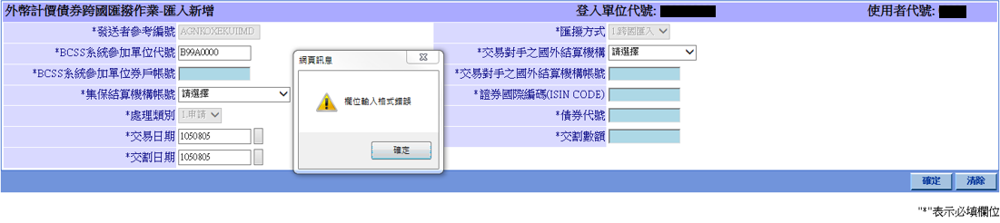 外幣計價債券跨國匯撥作業-匯入新增 登入單位代號: 使用者代號:
*發送者參考編號 AGNKOXEKUIIMD *匯撥方式 1.跨國匯入
*BCSS系統參加單位代號 B99A0000 *交易對手之國外結算機構 請選擇
*BCSS系統參加單位券戶帳號 *交易對手之國外結算機構帳號
*集保結算機構帳號 請選擇 *證券國際編碼(ISIN CODE)
*處理類別 1.申請 *債券代號
*交易日期 1050805 *交割數額
*交割日期 1050805
網頁訊息
欄位輸入格式錯誤
確定
確定 清除
"*"表示必填欄位